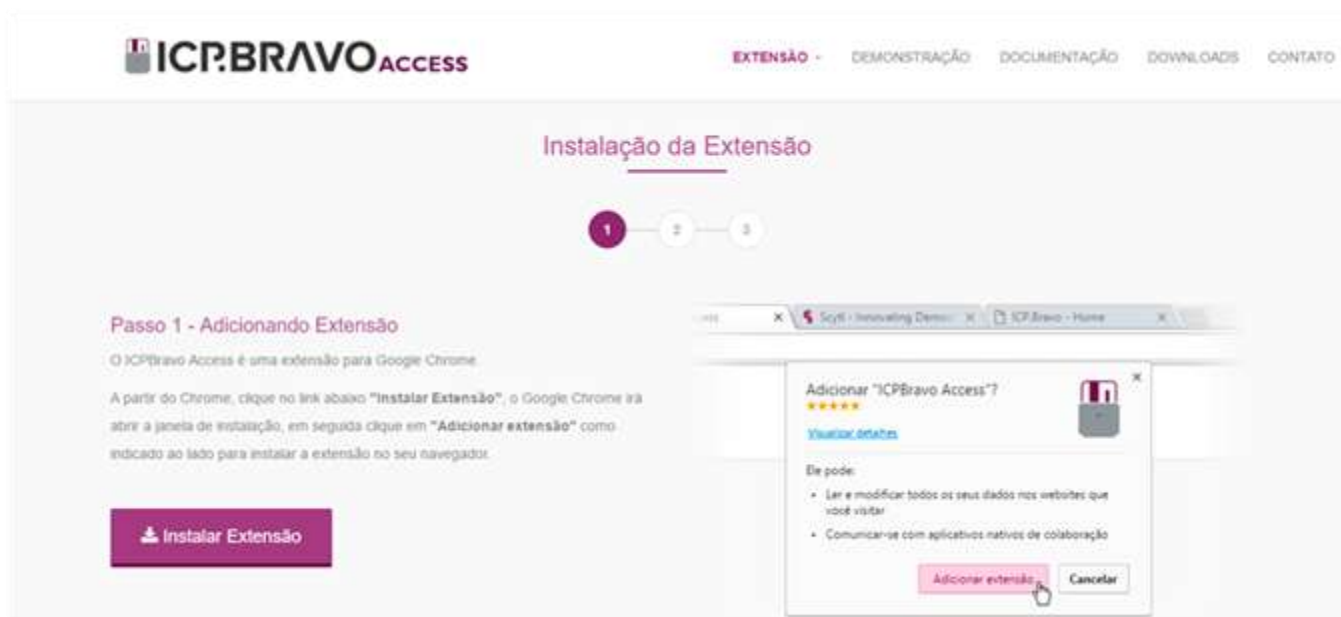 ICP.BRAVO ACCESS
EXTENSÃO
DEMONSTRAÇÃO
DOCUMENTAÇÃO
DOWNLOADS
CONTATO
Instalação da Extensão
1
2
3
Passo 1 - Adicionando Extensão
O ICPBravo Access é uma extensão para Google Chrome.
A partir do Chrome, clique no link abaixo "Instalar Extensão", o Google Chrome irá
abrir a janela de instalação, em seguida clique em "Adicionar extensão" como
indicado ao lado para instalar a extensão no seu navegador.
Instalar Extensão
Scytl - Innovating Democ
ICP.Bravo - Home
Adicionar "ICPBravo Access"?
Visualizar detalhes
Ele pode:
• Ler e modificar todos os seus dados nos websites que
você visitar
• Comunicar-se com aplicativos nativos de colaboração
Adicionar extensão
Cancelar